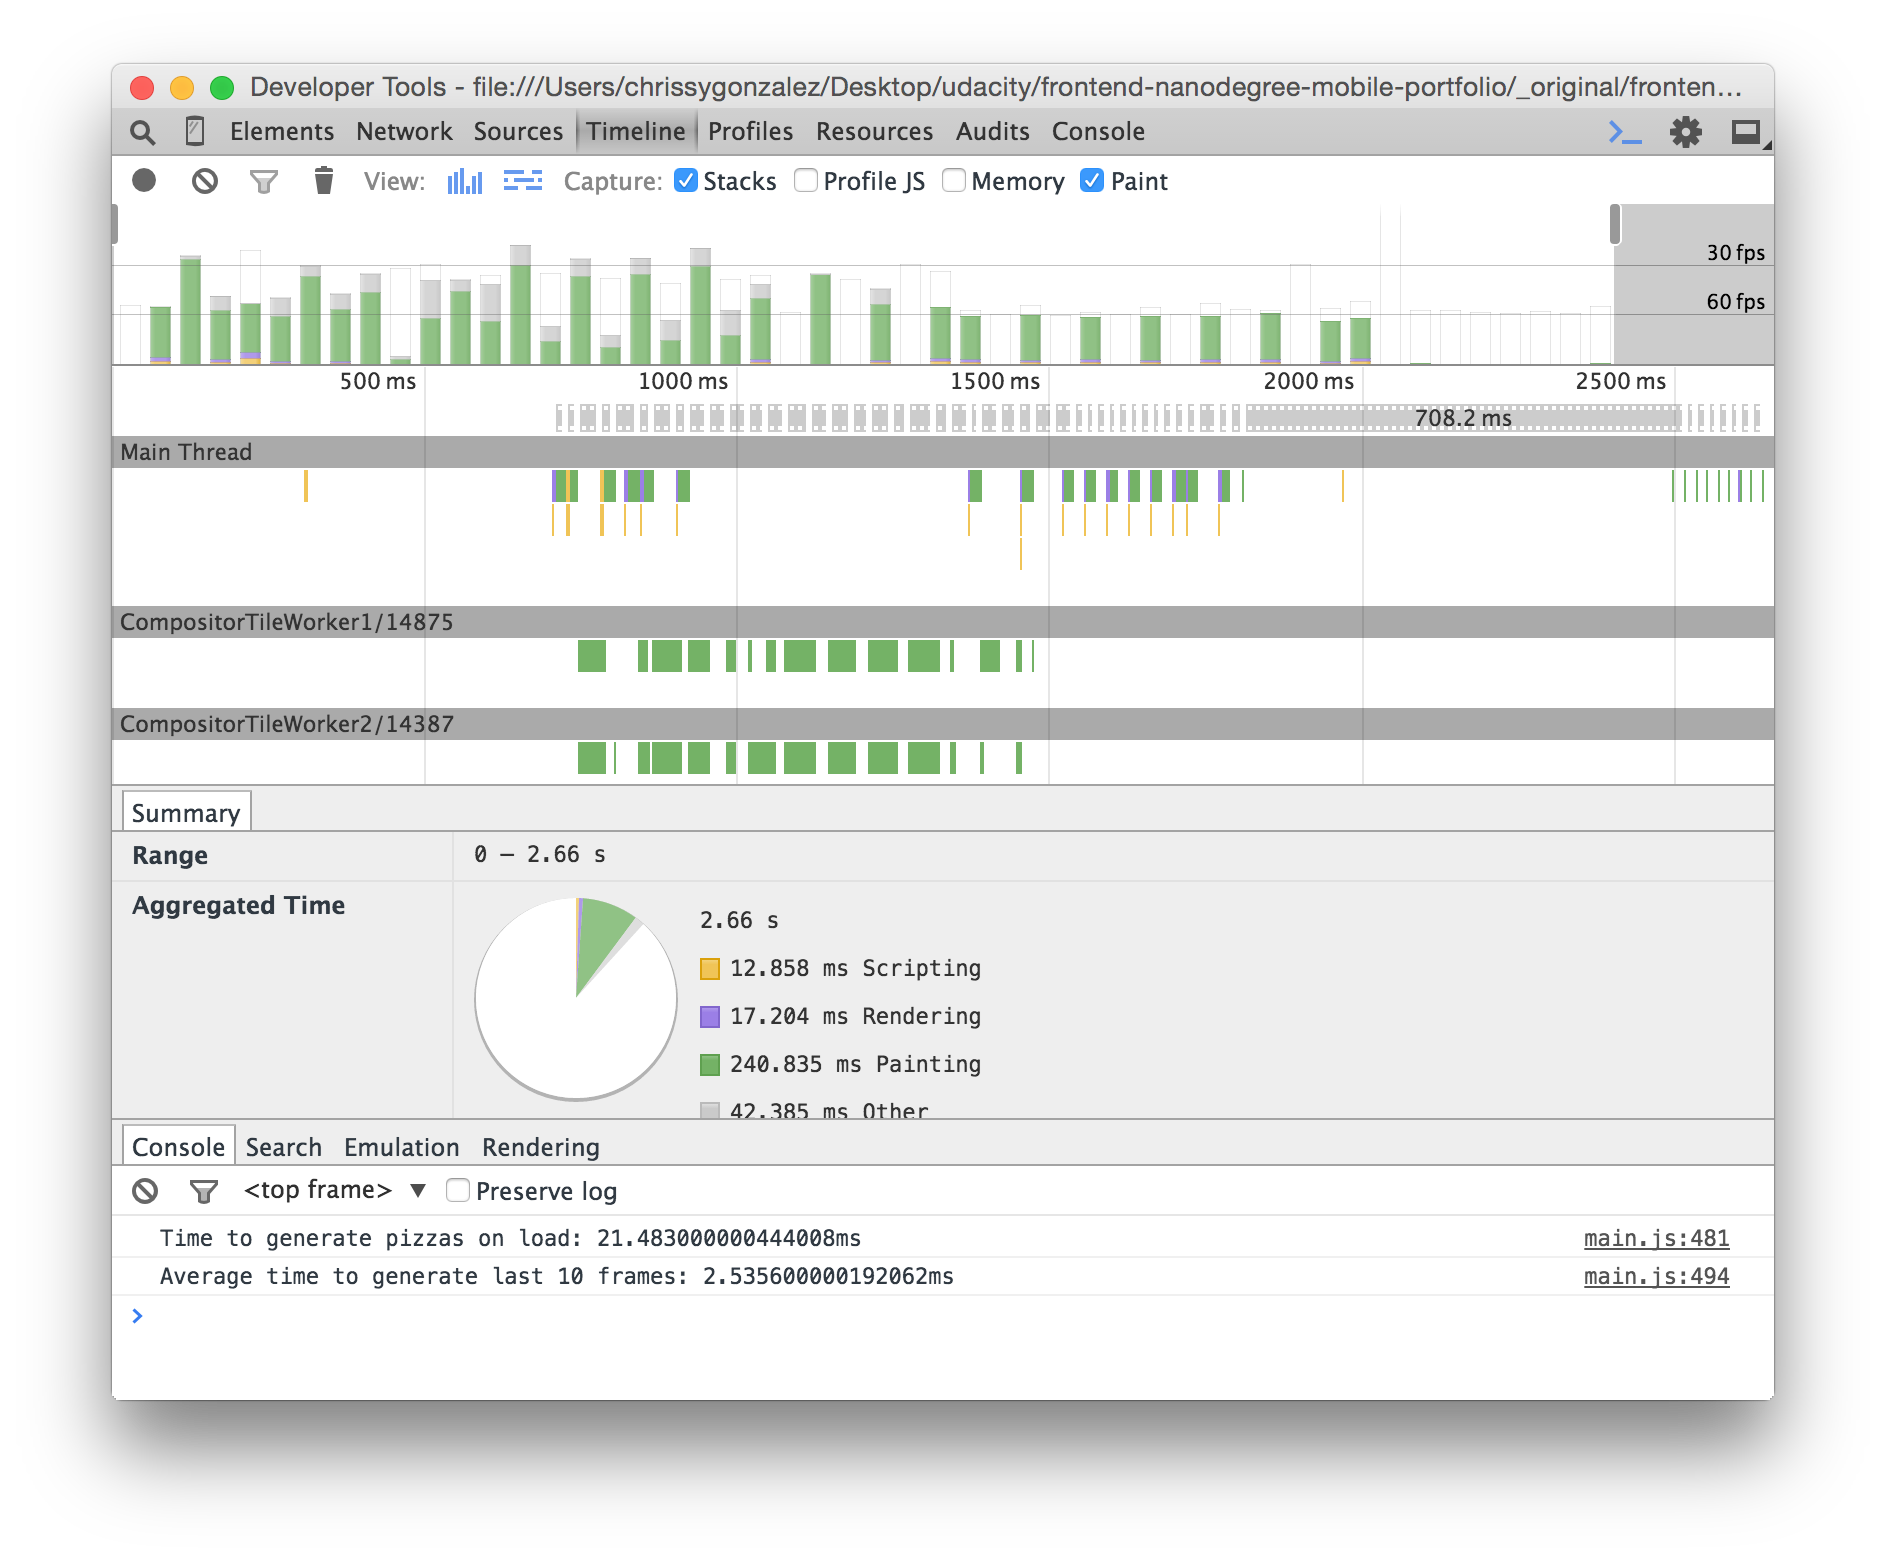 Developer Tools - file:///Users/chrissygonzalez/Desktop/udacity/frontend-nanodegree-mobile-portfolio/_original/fronten...
Elements Network Sources Timeline Profiles Resources Audits Console
View: Capture: Stacks Profile JS Memory Paint
30 fps
60 fps
500 ms 1000 ms 1500 ms 2000 ms 2500 ms
708.2 ms
Main Thread
CompositorTileWorker1/14875
CompositorTileWorker2/14387
Summary
Range 0 – 2.66 s
Aggregated Time 2.66 s
12.858 ms Scripting
17.204 ms Rendering
240.835 ms Painting
42.385 ms Other
Console Search Emulation Rendering
<top frame> ▼ Preserve log
Time to generate pizzas on load: 21.483000000444008ms main.js:481
Average time to generate last 10 frames: 2.535600000192062ms main.js:494